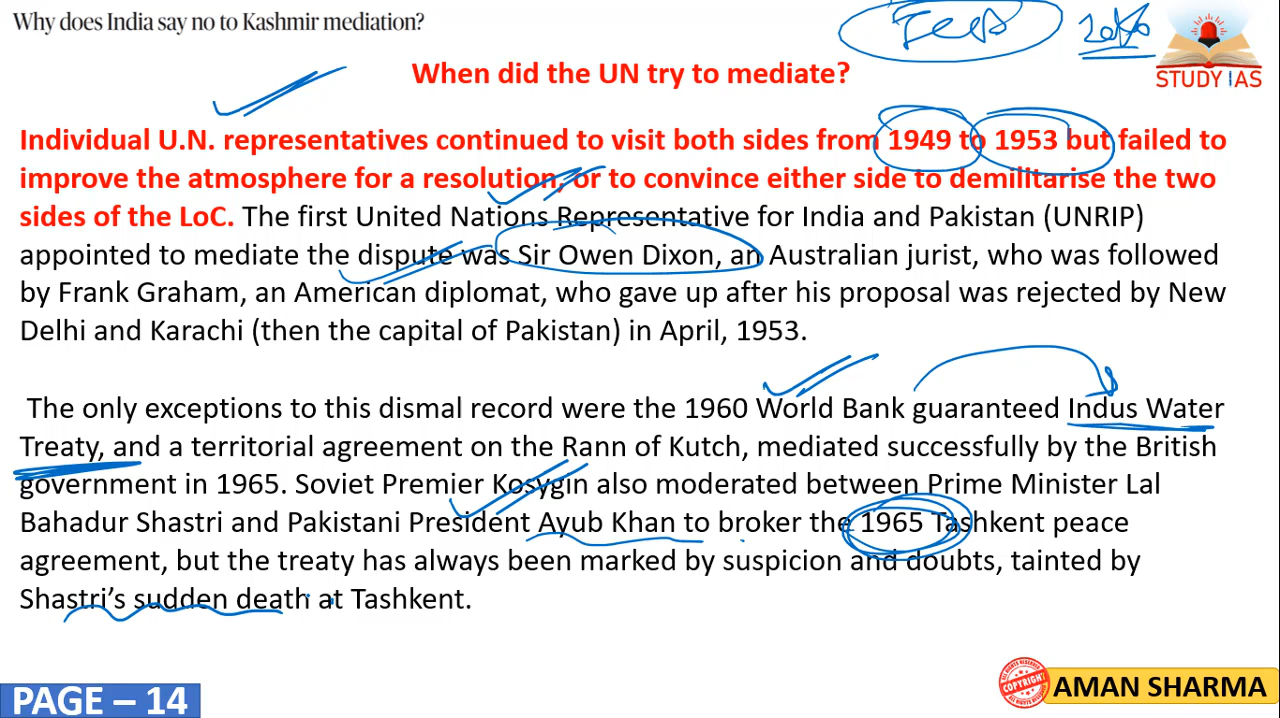 Why does India say no to Kashmir mediation?
STUDY IAS
When did the UN try to mediate?
Individual U.N. representatives continued to visit both sides from 1949 to 1953 but failed to
improve the atmosphere for a resolution, or to convince either side to demilitarise the two
sides of the LoC. The first United Nations Representative for India and Pakistan (UNRIP)
appointed to mediate the dispute was Sir Owen Dixon, an Australian jurist, who was followed
by Frank Graham, an American diplomat, who gave up after his proposal was rejected by New
Delhi and Karachi (then the capital of Pakistan) in April, 1953.
The only exceptions to this dismal record were the 1960 World Bank guaranteed Indus Water
Treaty, and a territorial agreement on the Rann of Kutch, mediated successfully by the British
government in 1965. Soviet Premier Kosygin also moderated between Prime Minister Lal
Bahadur Shastri and Pakistani President Ayub Khan to broker the 1965 Tashkent peace
agreement, but the treaty has always been marked by suspicion and doubts, tainted by
Shastri's sudden death at Tashkent.
PAGE – 14
COPYRIGHT
AMAN SHARMA